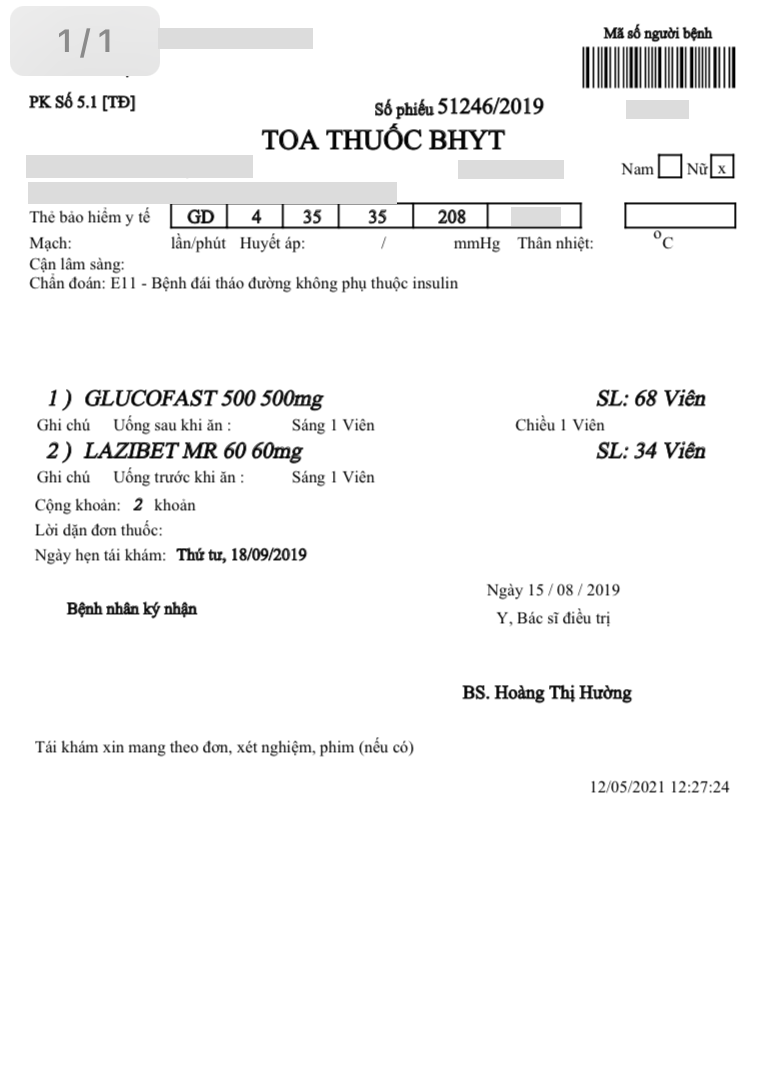 1/1
Mã số người bệnh
PK Số 5.1 [TĐ]
Số phiếu 51246/2019
TOA THUỐC BHYT
Nam Nữ x
Thẻ bảo hiểm y tế GD 4 35 35 208
Mạch: lần/phút Huyết áp: / mmHg Thân nhiệt: °C
Cận lâm sàng:
Chẩn đoán: E11 - Bệnh đái tháo đường không phụ thuộc insulin
1 ) GLUCOFAST 500 500mg SL: 68 Viên
Ghi chú Uống sau khi ăn : Sáng 1 Viên Chiều 1 Viên
2 ) LAZIBET MR 60 60mg SL: 34 Viên
Ghi chú Uống trước khi ăn : Sáng 1 Viên
Cộng khoản: 2 khoản
Lời dặn đơn thuốc:
Ngày hẹn tái khám: Thứ tư, 18/09/2019
Ngày 15 / 08 / 2019
Bệnh nhân ký nhận Y, Bác sĩ điều trị
BS. Hoàng Thị Hường
Tái khám xin mang theo đơn, xét nghiệm, phim (nếu có)
12/05/2021 12:27:24